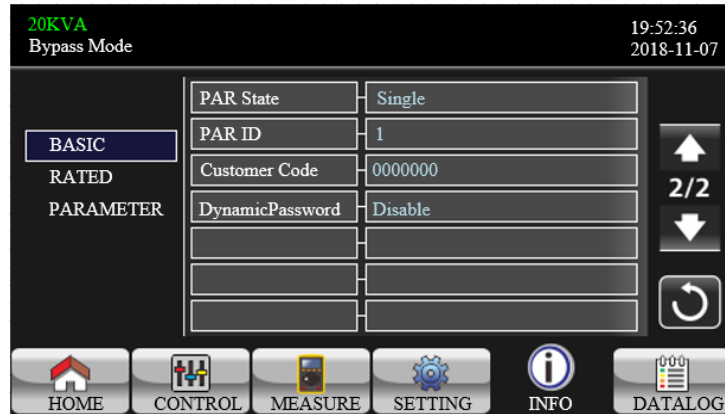 20KVA
Bypass Mode
19:52:36
2018-11-07
BASIC
RATED
PARAMETER
PAR State Single
PAR ID 1
Customer Code 0000000
DynamicPassword Disable
2/2
HOME CONTROL MEASURE SETTING INFO DATALOG